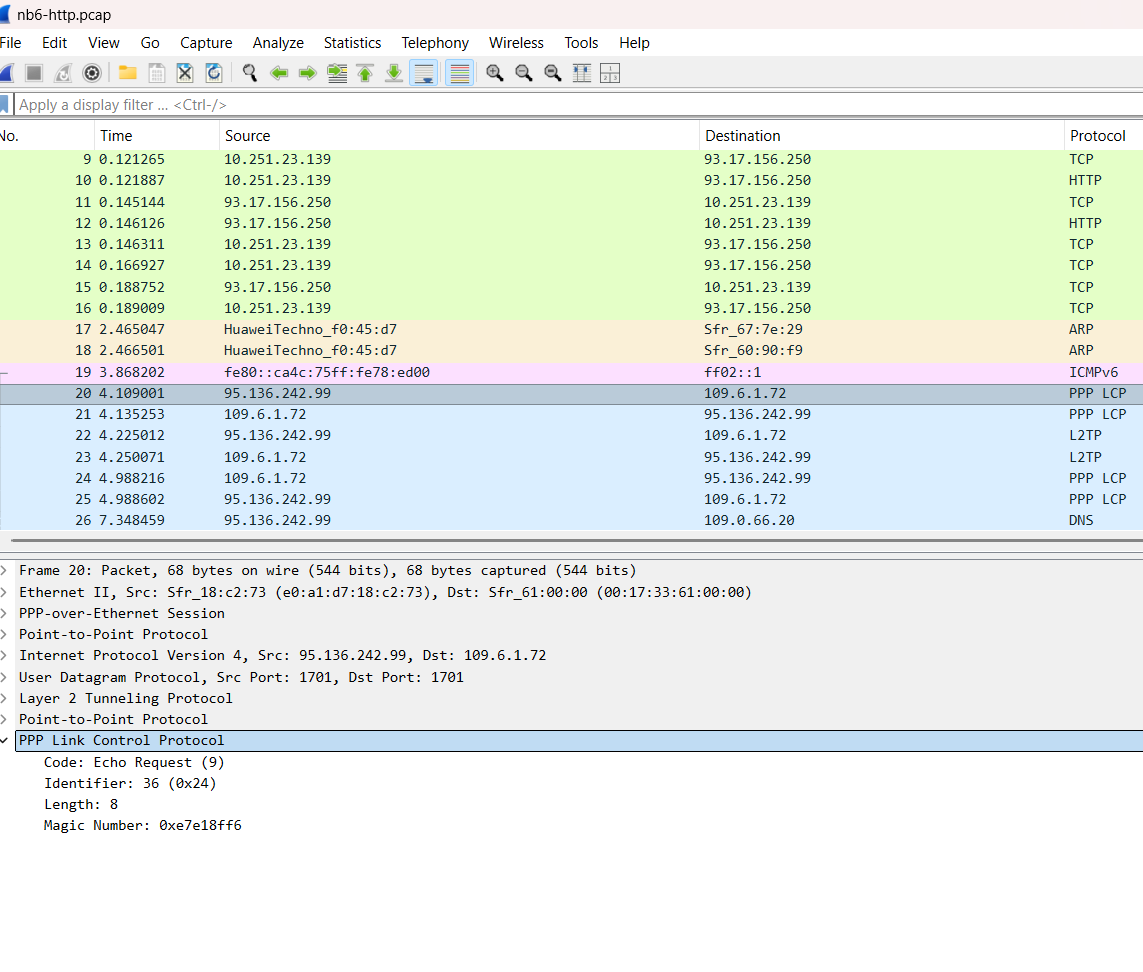 nb6-http.pcap
File Edit View Go Capture Analyze Statistics Telephony Wireless Tools Help
Apply a display filter ... <Ctrl-/>
No. Time Source Destination Protocol
9 0.121265 10.251.23.139 93.17.156.250 TCP
10 0.121887 10.251.23.139 93.17.156.250 HTTP
11 0.145144 93.17.156.250 10.251.23.139 TCP
12 0.146126 93.17.156.250 10.251.23.139 HTTP
13 0.146311 10.251.23.139 93.17.156.250 TCP
14 0.166927 10.251.23.139 93.17.156.250 TCP
15 0.188752 93.17.156.250 10.251.23.139 TCP
16 0.189009 10.251.23.139 93.17.156.250 TCP
17 2.465047 HuaweiTechno_f0:45:d7 Sfr_67:7e:29 ARP
18 2.466501 HuaweiTechno_f0:45:d7 Sfr_60:90:f9 ARP
19 3.868202 fe80::ca4c:75ff:fe78:ed00 ff02::1 ICMPv6
20 4.109001 95.136.242.99 109.6.1.72 PPP LCP
21 4.135253 109.6.1.72 95.136.242.99 PPP LCP
22 4.225012 95.136.242.99 109.6.1.72 L2TP
23 4.250071 109.6.1.72 95.136.242.99 L2TP
24 4.988216 109.6.1.72 95.136.242.99 PPP LCP
25 4.988602 95.136.242.99 109.6.1.72 PPP LCP
26 7.348459 95.136.242.99 109.0.66.20 DNS
Frame 20: Packet, 68 bytes on wire (544 bits), 68 bytes captured (544 bits)
Ethernet II, Src: Sfr_18:c2:73 (e0:a1:d7:18:c2:73), Dst: Sfr_61:00:00 (00:17:33:61:00:00)
PPP-over-Ethernet Session
Point-to-Point Protocol
Internet Protocol Version 4, Src: 95.136.242.99, Dst: 109.6.1.72
User Datagram Protocol, Src Port: 1701, Dst Port: 1701
Layer 2 Tunneling Protocol
Point-to-Point Protocol
PPP Link Control Protocol
Code: Echo Request (9)
Identifier: 36 (0x24)
Length: 8
Magic Number: 0xe7e18ff6